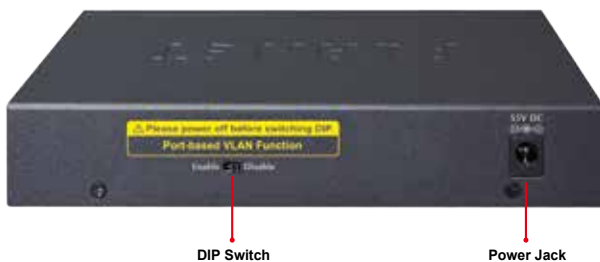 55V DC
⚠ Please power off before switching DIP.
Port-based VLAN Function
Enable Disable
DIP Switch
Power Jack